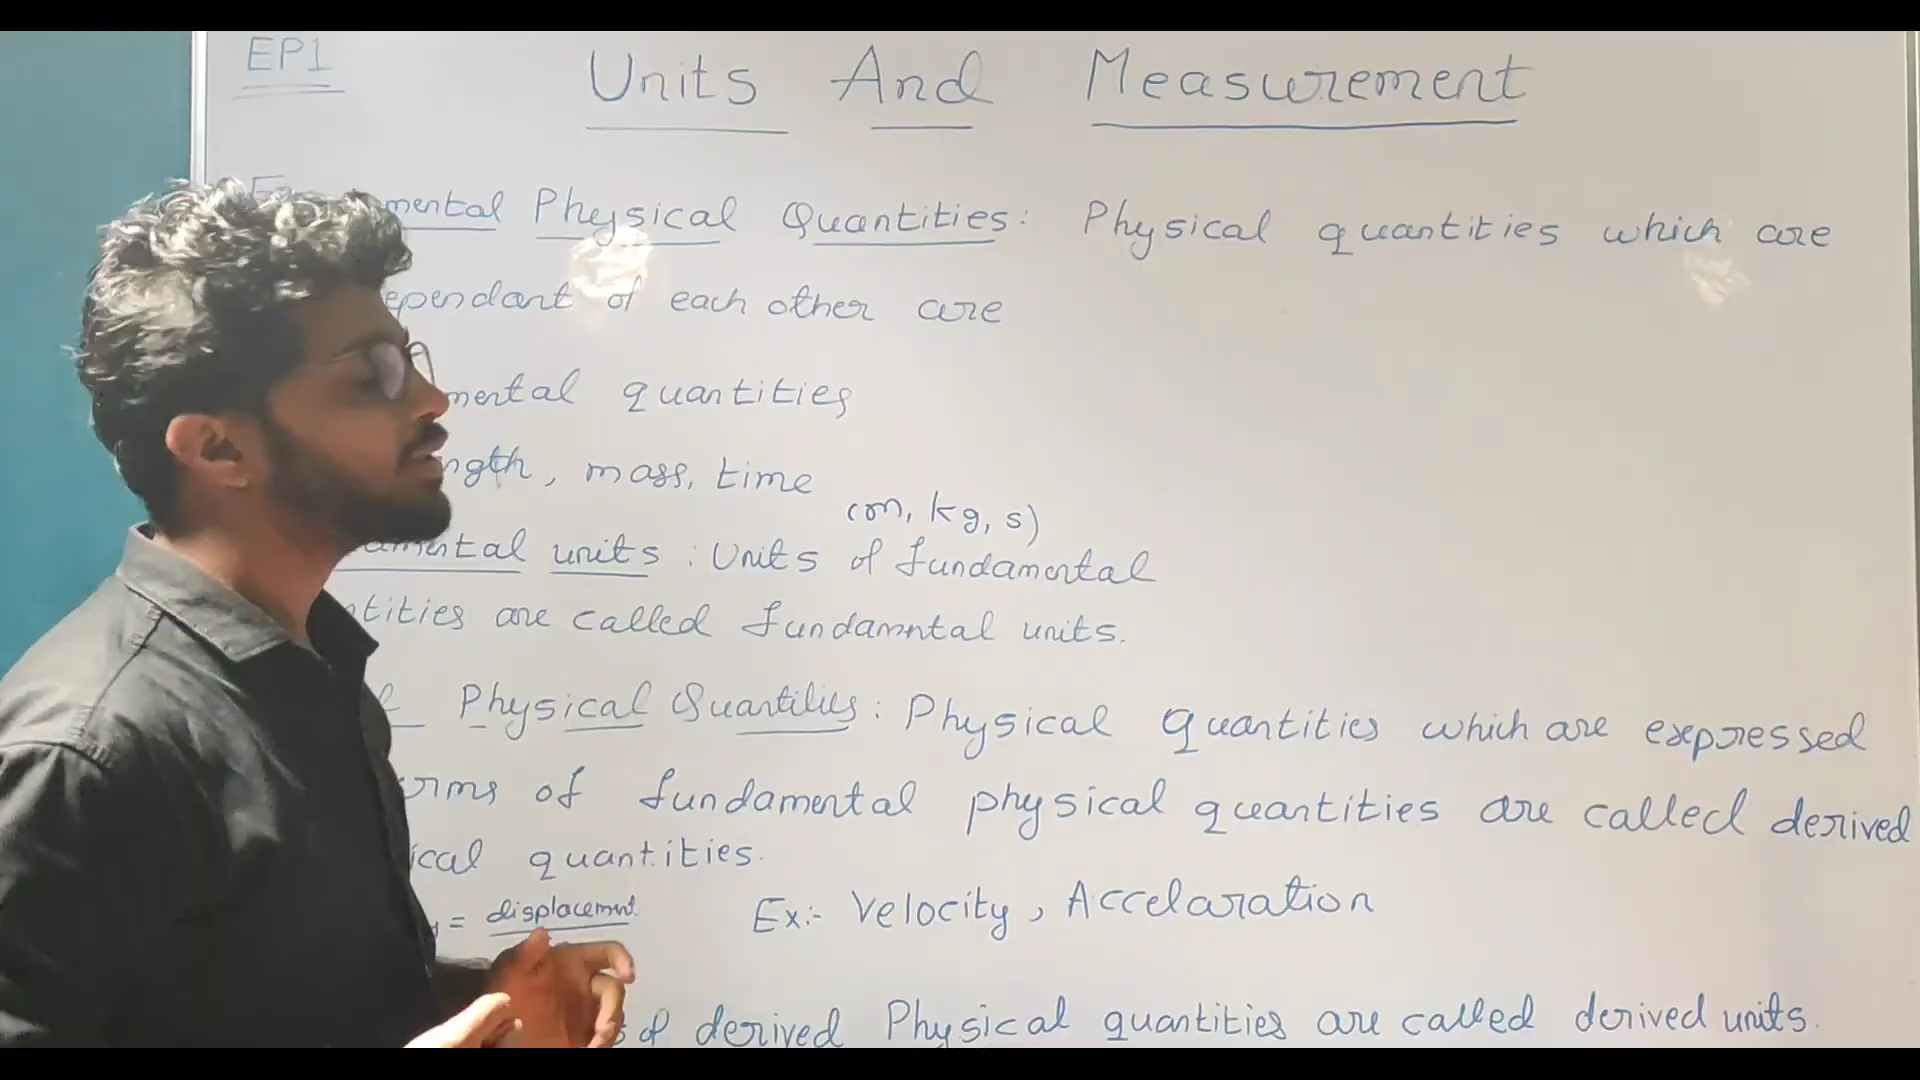 EP1
Units And Measurement
mental Physical Quantities: Physical quantities which are
ependant of each other are
mental quantities
ngth, mass, time
(m, kg, s)
amental units : Units of fundamental
ntities are called fundamntal units.
Physical Quantities : Physical Quantities which are expressed
rms of fundamental physical quantities are called derived
ical quantities.
y = displacement
Ex:- Velocity, Accelaration
s of derived Physical quantities are called derived units.